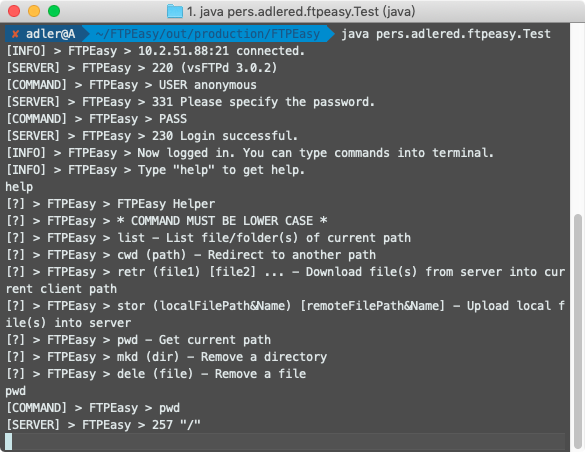 1. java pers.adlered.ftpeasy.Test (java)
✘ adler@A ~/FTPEasy/out/production/FTPEasy java pers.adlered.ftpeasy.Test
[INFO] > FTPEasy > 10.2.51.88:21 connected.
[SERVER] > FTPEasy > 220 (vsFTPd 3.0.2)
[COMMAND] > FTPEasy > USER anonymous
[SERVER] > FTPEasy > 331 Please specify the password.
[COMMAND] > FTPEasy > PASS
[SERVER] > FTPEasy > 230 Login successful.
[INFO] > FTPEasy > Now logged in. You can type commands into terminal.
[INFO] > FTPEasy > Type "help" to get help.
help
[?] > FTPEasy > FTPEasy Helper
[?] > FTPEasy > * COMMAND MUST BE LOWER CASE *
[?] > FTPEasy > list – List file/folder(s) of current path
[?] > FTPEasy > cwd (path) – Redirect to another path
[?] > FTPEasy > retr (file1) [file2] ... – Download file(s) from server into cur
rent client path
[?] > FTPEasy > stor (localFilePath&Name) [remoteFilePath&Name] – Upload local f
ile(s) into server
[?] > FTPEasy > pwd – Get current path
[?] > FTPEasy > mkd (dir) – Remove a directory
[?] > FTPEasy > dele (file) – Remove a file
pwd
[COMMAND] > FTPEasy > pwd
[SERVER] > FTPEasy > 257 "/"